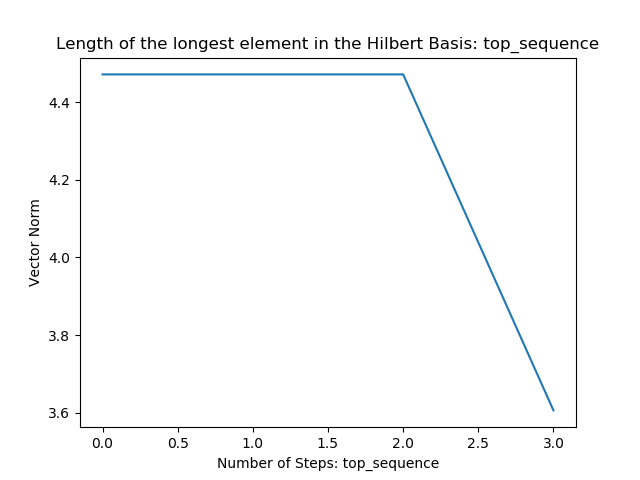 Length of the longest element in the Hilbert Basis: top_sequence
4.4
4.2
4.0
3.8
3.6
Vector Norm
0.0 0.5 1.0 1.5 2.0 2.5 3.0
Number of Steps: top_sequence